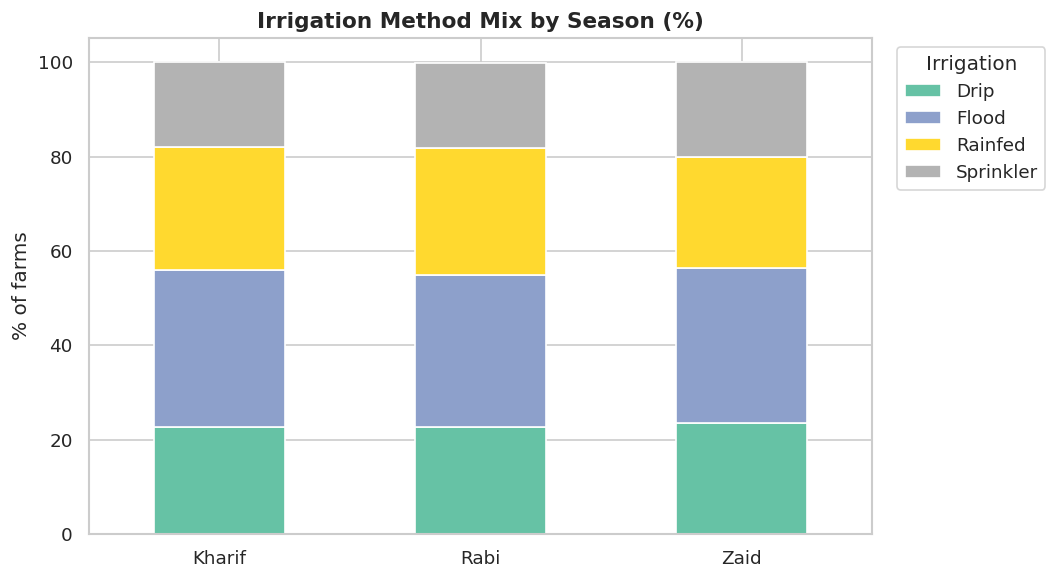 Irrigation Method Mix by Season (%)
100
80
60
40
20
0
% of farms
Kharif
Rabi
Zaid
Irrigation
Drip
Flood
Rainfed
Sprinkler